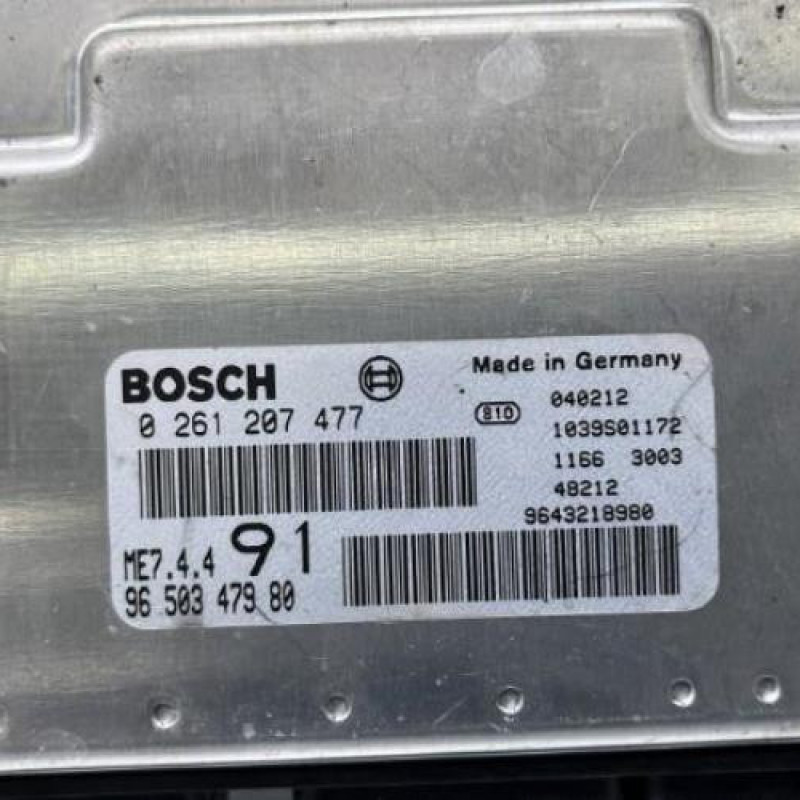 BOSCH
Made in Germany
0 261 207 477
810
040212
1039S01172
1166 3003
48212
9643218980
ME7.4.4 91
96 503 479 80